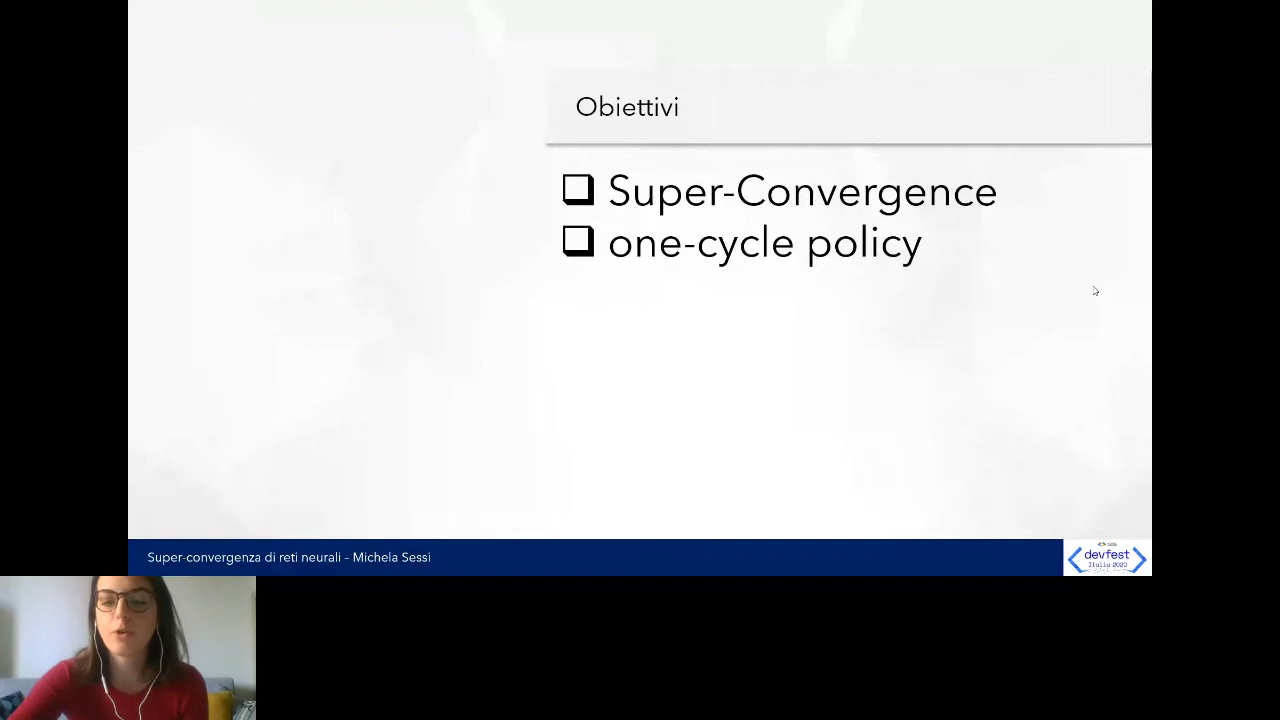 Obiettivi
Super-Convergence
one-cycle policy
Super-convergenza di reti neurali - Michela Sessi
devfest
Italia 2020